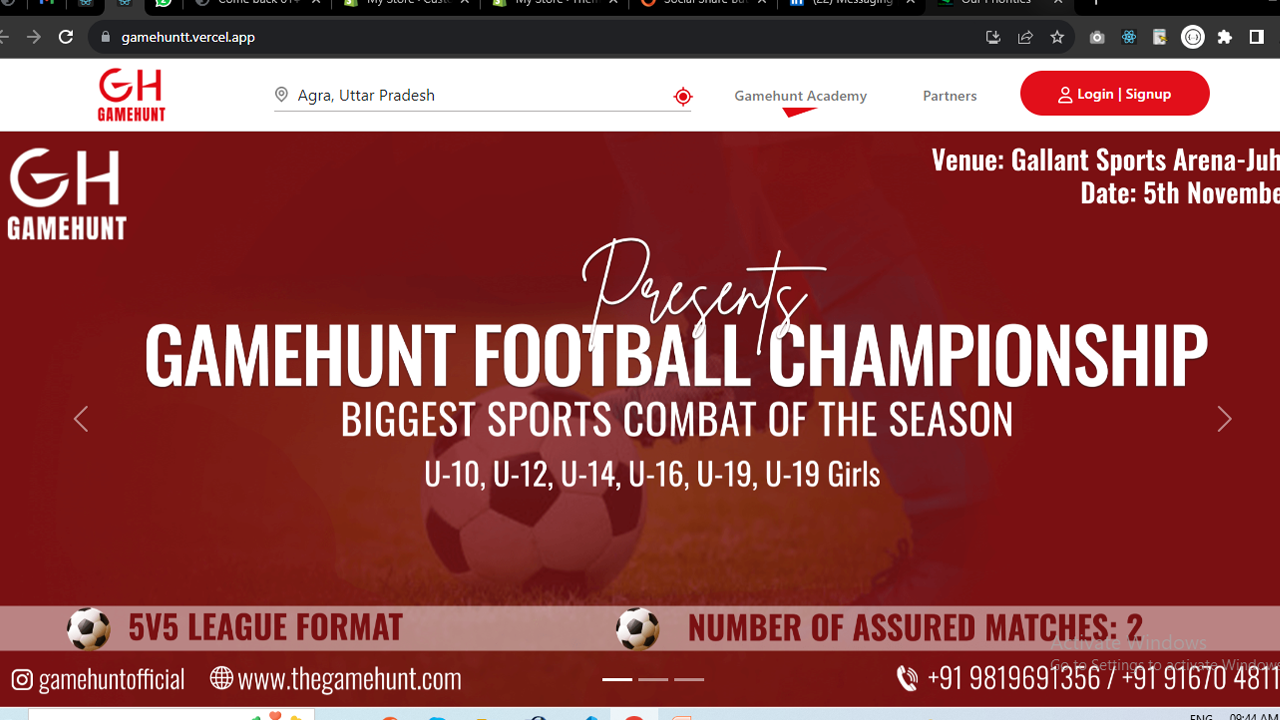 My Store · Cust
My Store · Ther
Social Share Bu
(22) Messaging
Our Priorities
gamehuntt.vercel.app
GH
GAMEHUNT
Agra, Uttar Pradesh
Gamehunt Academy
Partners
Login | Signup
GH
GAMEHUNT
Venue: Gallant Sports Arena-Juh
Date: 5th Novembe
Presents
GAMEHUNT FOOTBALL CHAMPIONSHIP
BIGGEST SPORTS COMBAT OF THE SEASON
U-10, U-12, U-14, U-16, U-19, U-19 Girls
5V5 LEAGUE FORMAT
NUMBER OF ASSURED MATCHES: 2
Activate Windows
Go to Settings to activate Windows
gamehuntofficial
www.thegamehunt.com
+91 9819691356 / +91 91670 4811
ENG
09:44 AM